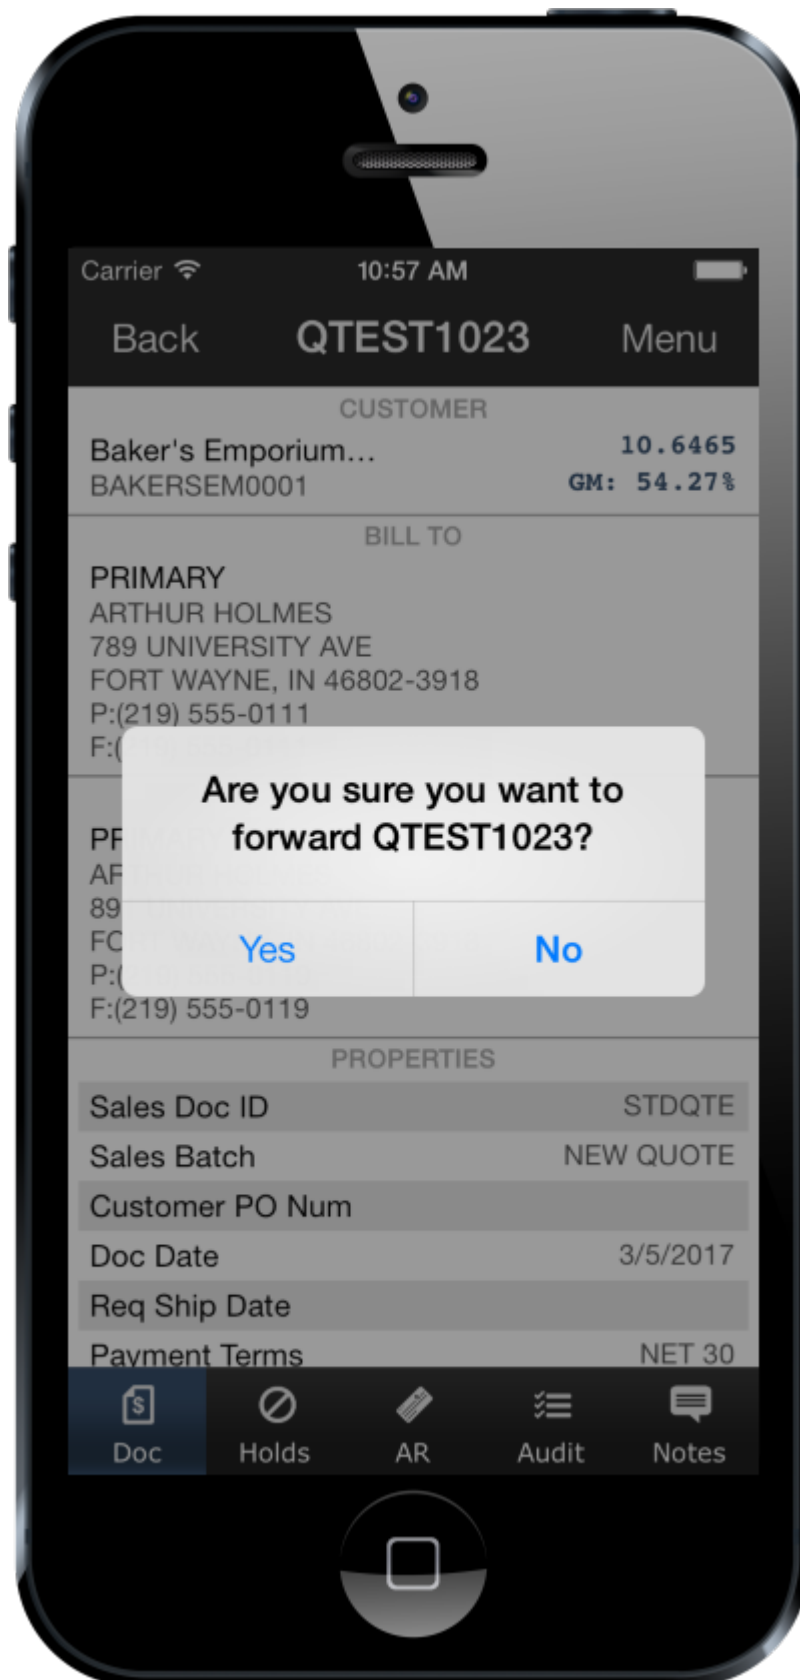 Carrier 10:57 AM
Back QTEST1023 Menu
CUSTOMER
Baker's Emporium... 10.6465
BAKERSEM0001 GM: 54.27%
BILL TO
PRIMARY
ARTHUR HOLMES
789 UNIVERSITY AVE
FORT WAYNE, IN 46802-3918
P:(219) 555-0111
F:(
Are you sure you want to
forward QTEST1023?
Yes No
F:(219) 555-0119
PROPERTIES
Sales Doc ID STDQTE
Sales Batch NEW QUOTE
Customer PO Num
Doc Date 3/5/2017
Req Ship Date
Payment Terms NET 30
Doc Holds AR Audit Notes